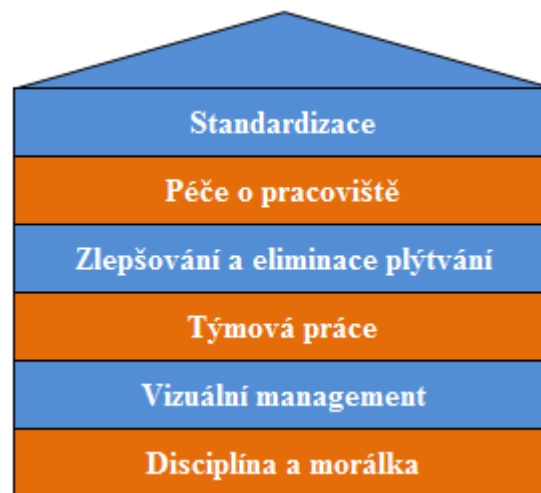 Standardizace
Péče o pracoviště
Zlepšování a eliminace plýtvání
Týmová práce
Vizuální management
Disciplína a morálka